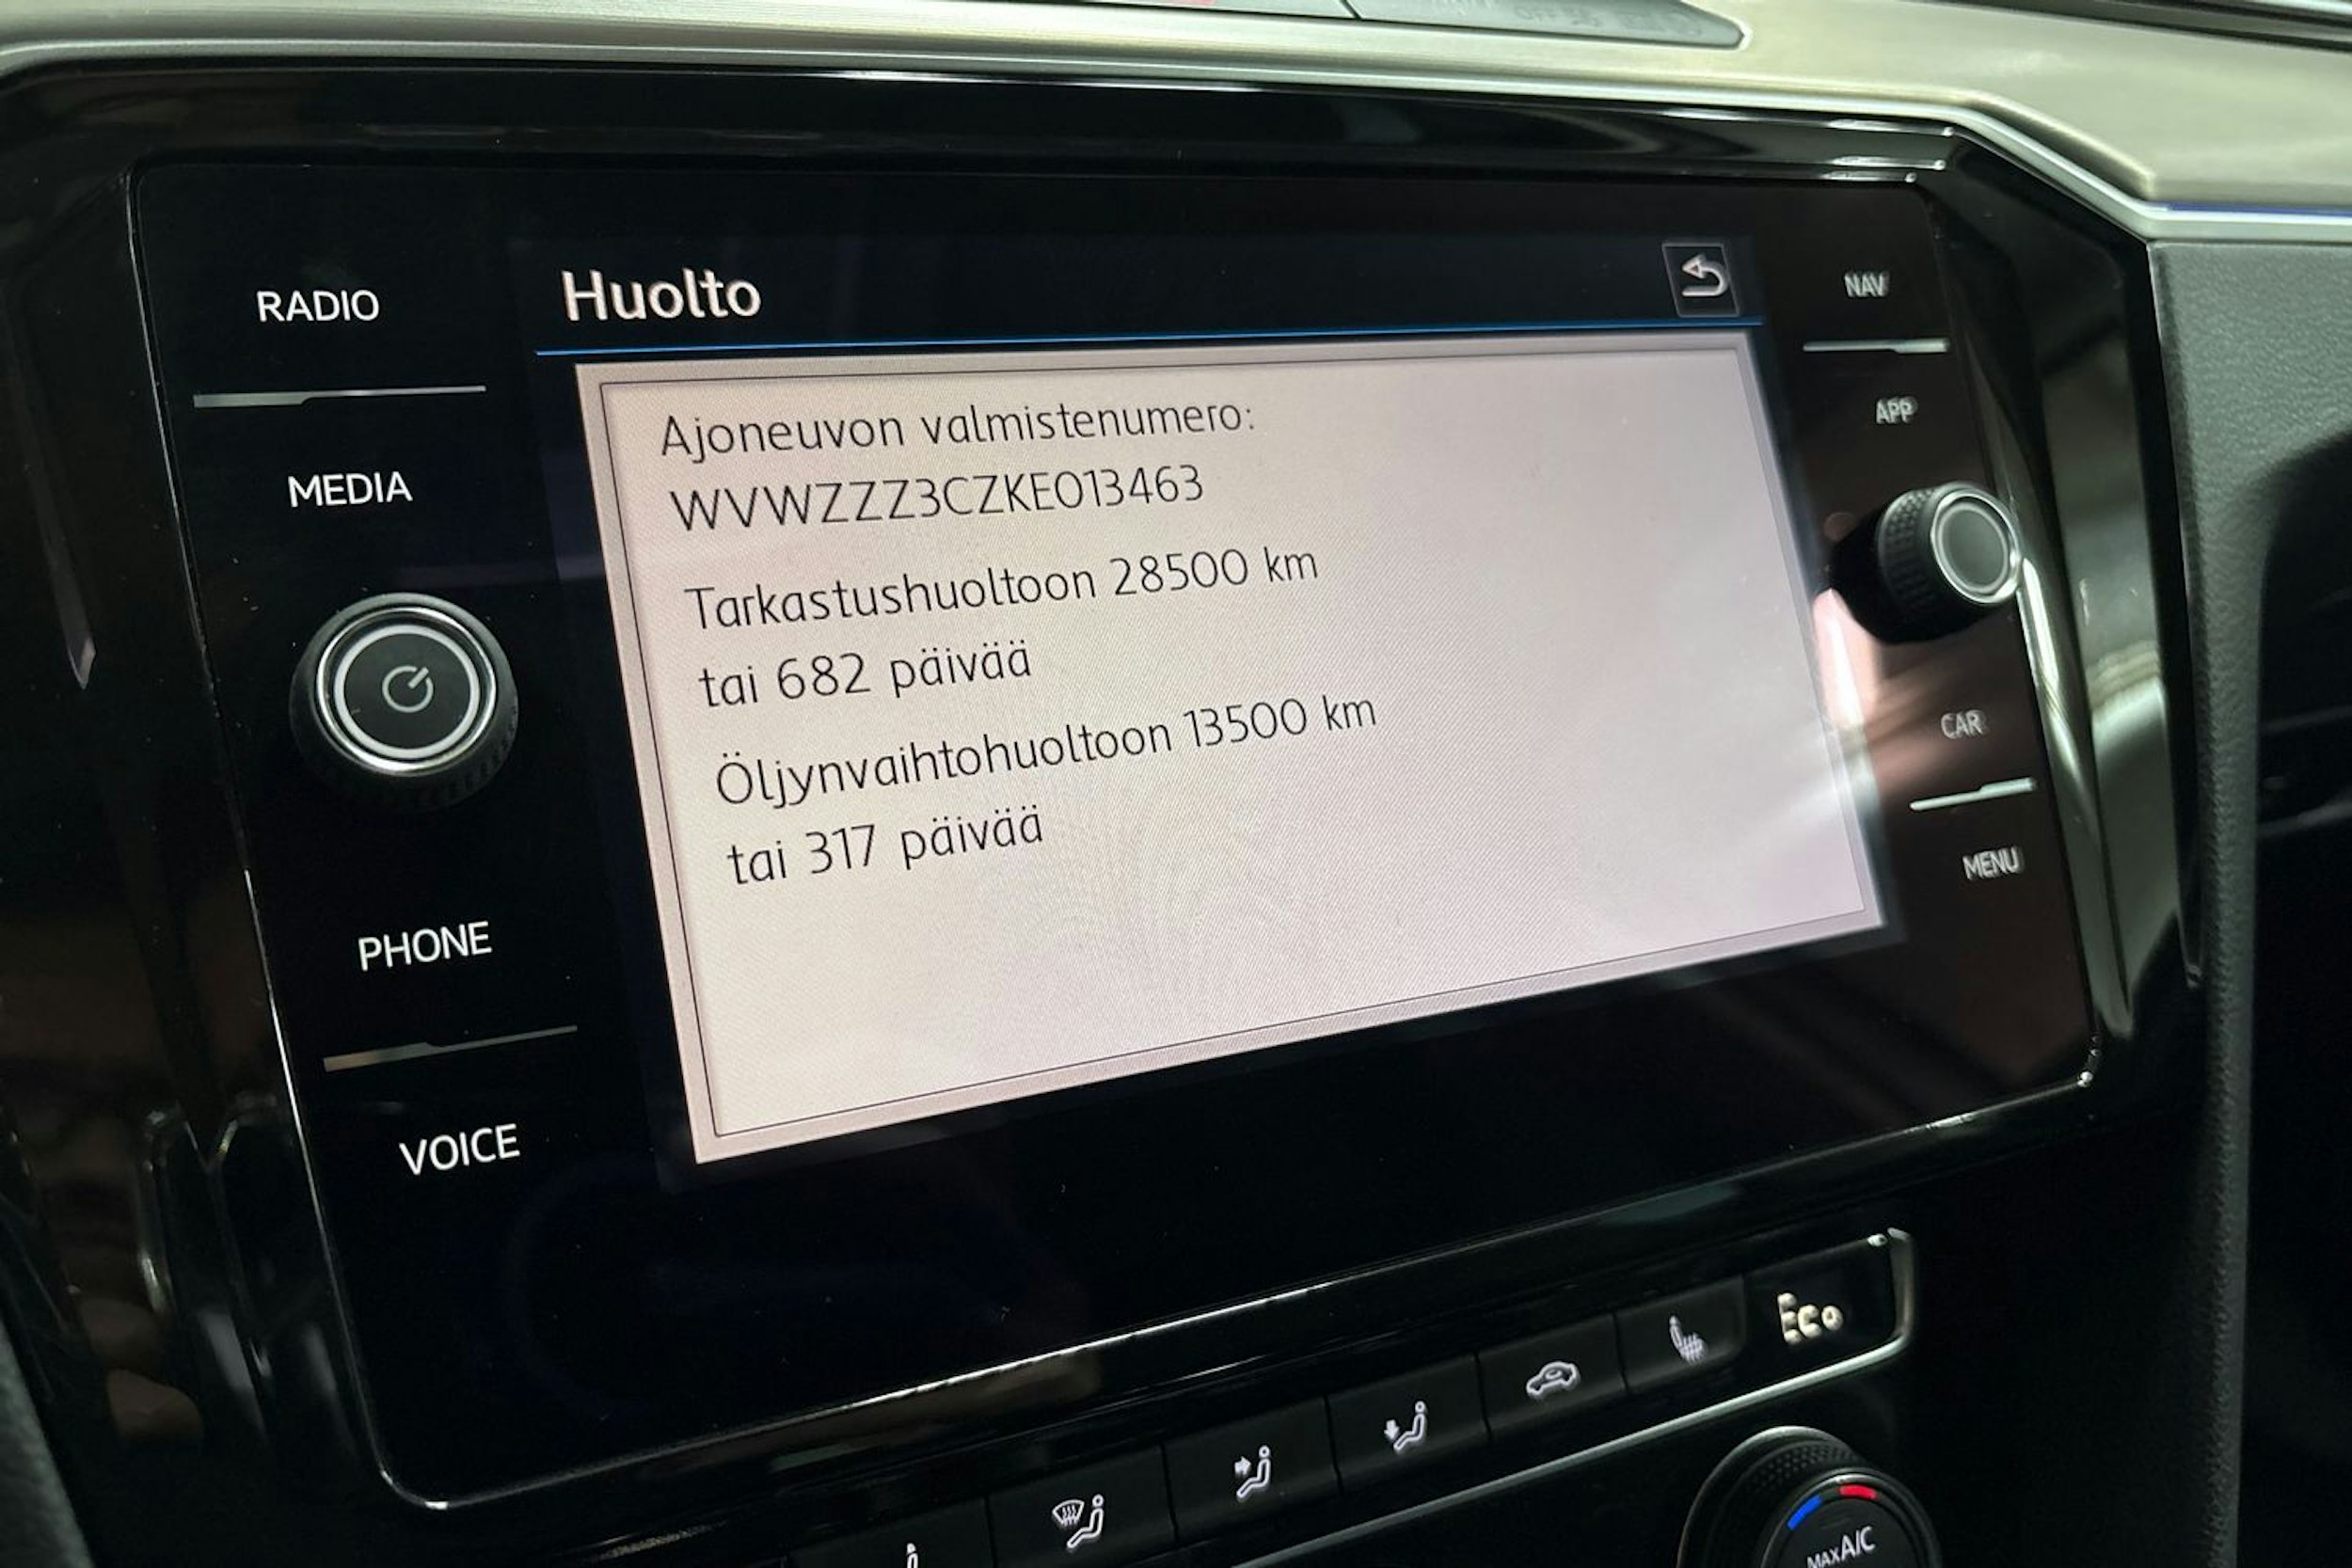 Huolto
RADIO
MEDIA
PHONE
VOICE
Ajoneuvon valmistenumero:
WVWZZZ3CZKE013463
Tarkastushuoltoon 28500 km
tai 682 päivää
Öljynvaihtohuoltoon 13500 km
tai 317 päivää
NAV
APP
CAR
MENU
Eco
MAX A/C